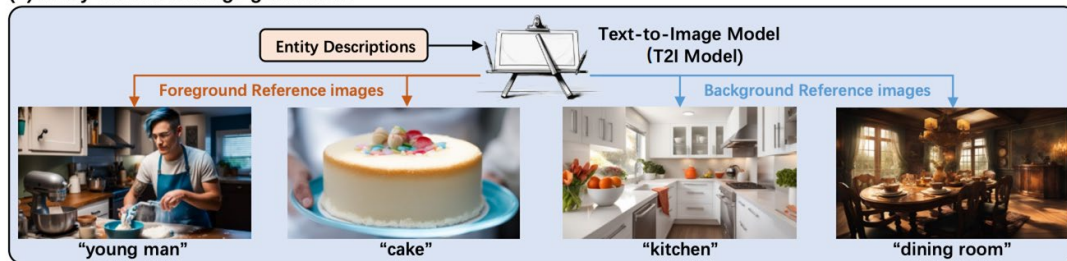 Entity Descriptions
Text-to-Image Model
(T2I Model)
Foreground Reference images
Background Reference images
“young man”
“cake”
“kitchen”
“dining room”